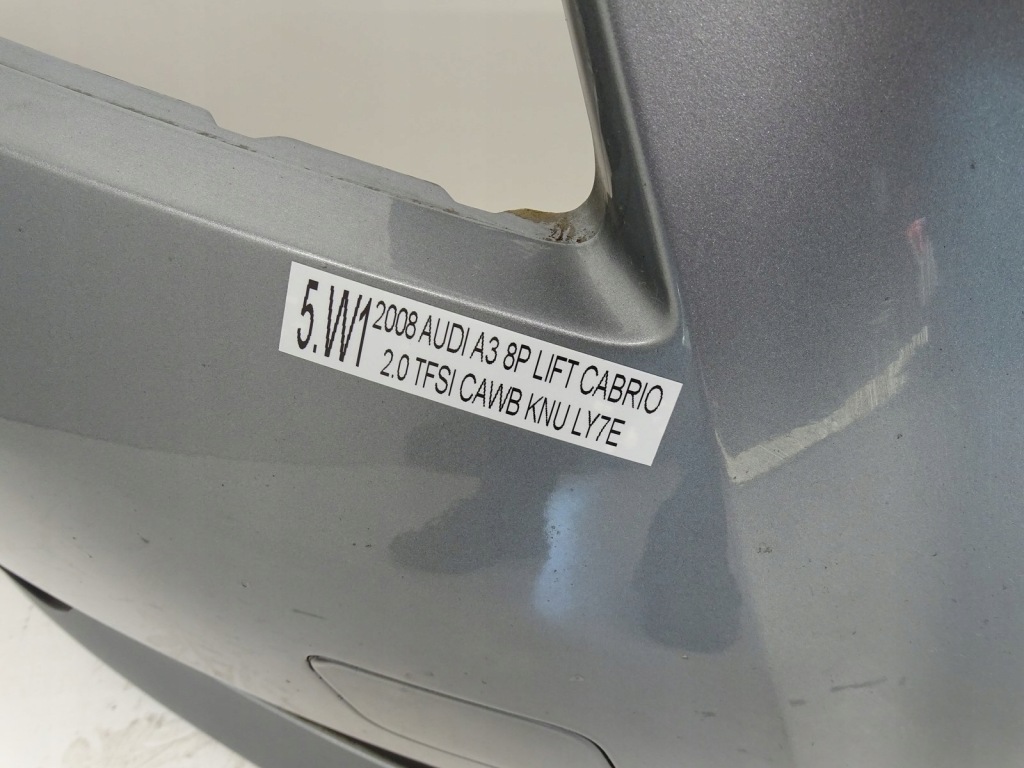 5.W1
2008 AUDI A3 8P LIFT CABRIO
2.0 TFSI CAWB KNU LY7E